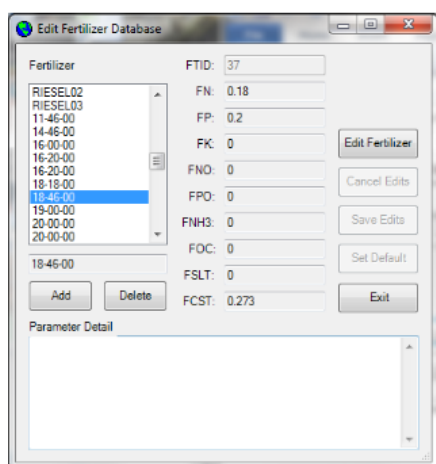 Edit Fertilizer Database
Fertilizer
RIESEL02
RIESEL03
11-46-00
14-46-00
16-00-00
16-20-00
16-20-00
18-18-00
18-46-00
19-00-00
20-00-00
20-00-00
18-46-00
Add
Delete
FTID: 37
FN: 0.18
FP: 0.2
FK: 0
FNO: 0
FPO: 0
FNH3: 0
FOC: 0
FSLT: 0
FCST: 0.273
Edit Fertilizer
Cancel Edits
Save Edits
Set Default
Exit
Parameter Detail